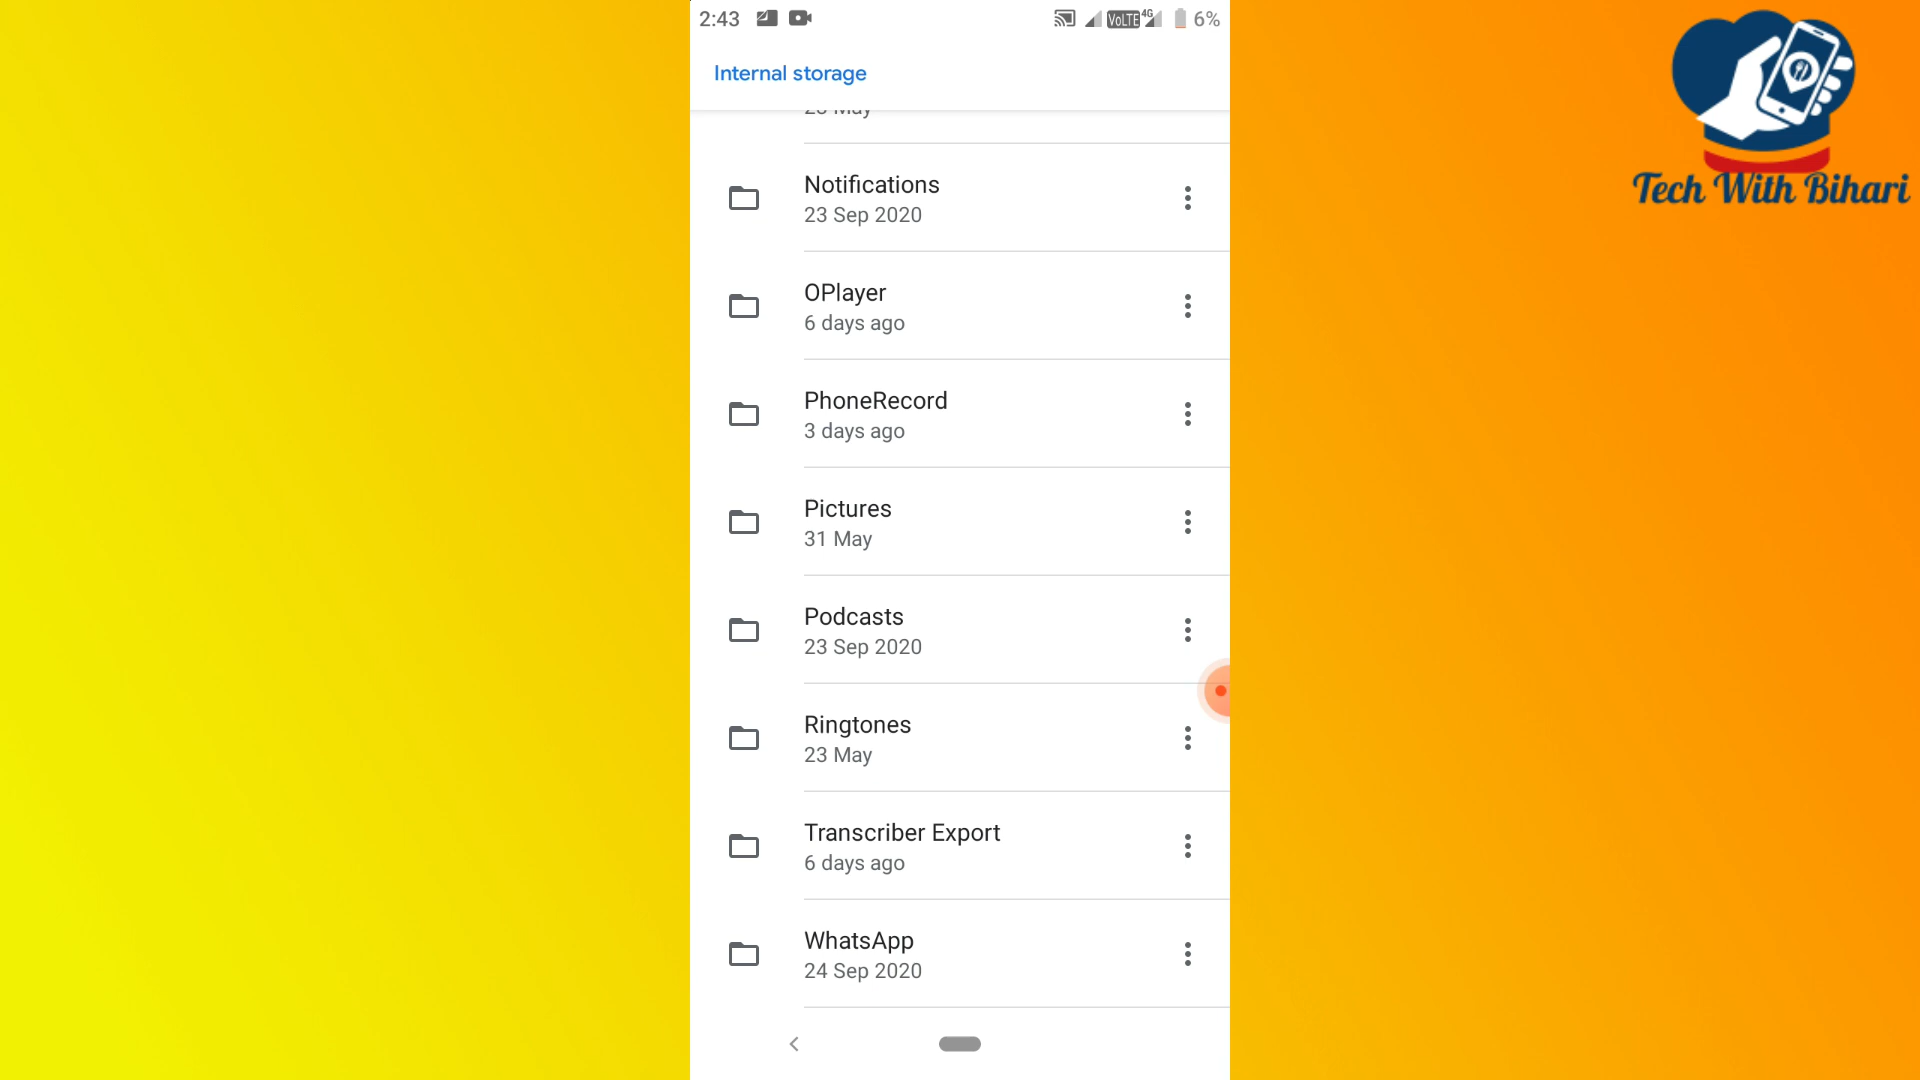 2:43
VoLTE 4G 6%
Tech With Bihari
Internal storage
Notifications
23 Sep 2020
OPlayer
6 days ago
PhoneRecord
3 days ago
Pictures
31 May
Podcasts
23 Sep 2020
Ringtones
23 May
Transcriber Export
6 days ago
WhatsApp
24 Sep 2020